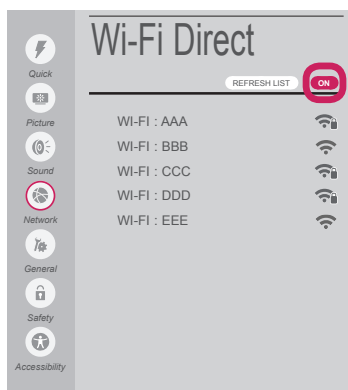 Wi-Fi Direct
REFRESH LIST
ON
Quick
Picture
Sound
Network
General
Safety
Accessibility
WI-FI : AAA
WI-FI : BBB
WI-FI : CCC
WI-FI : DDD
WI-FI : EEE